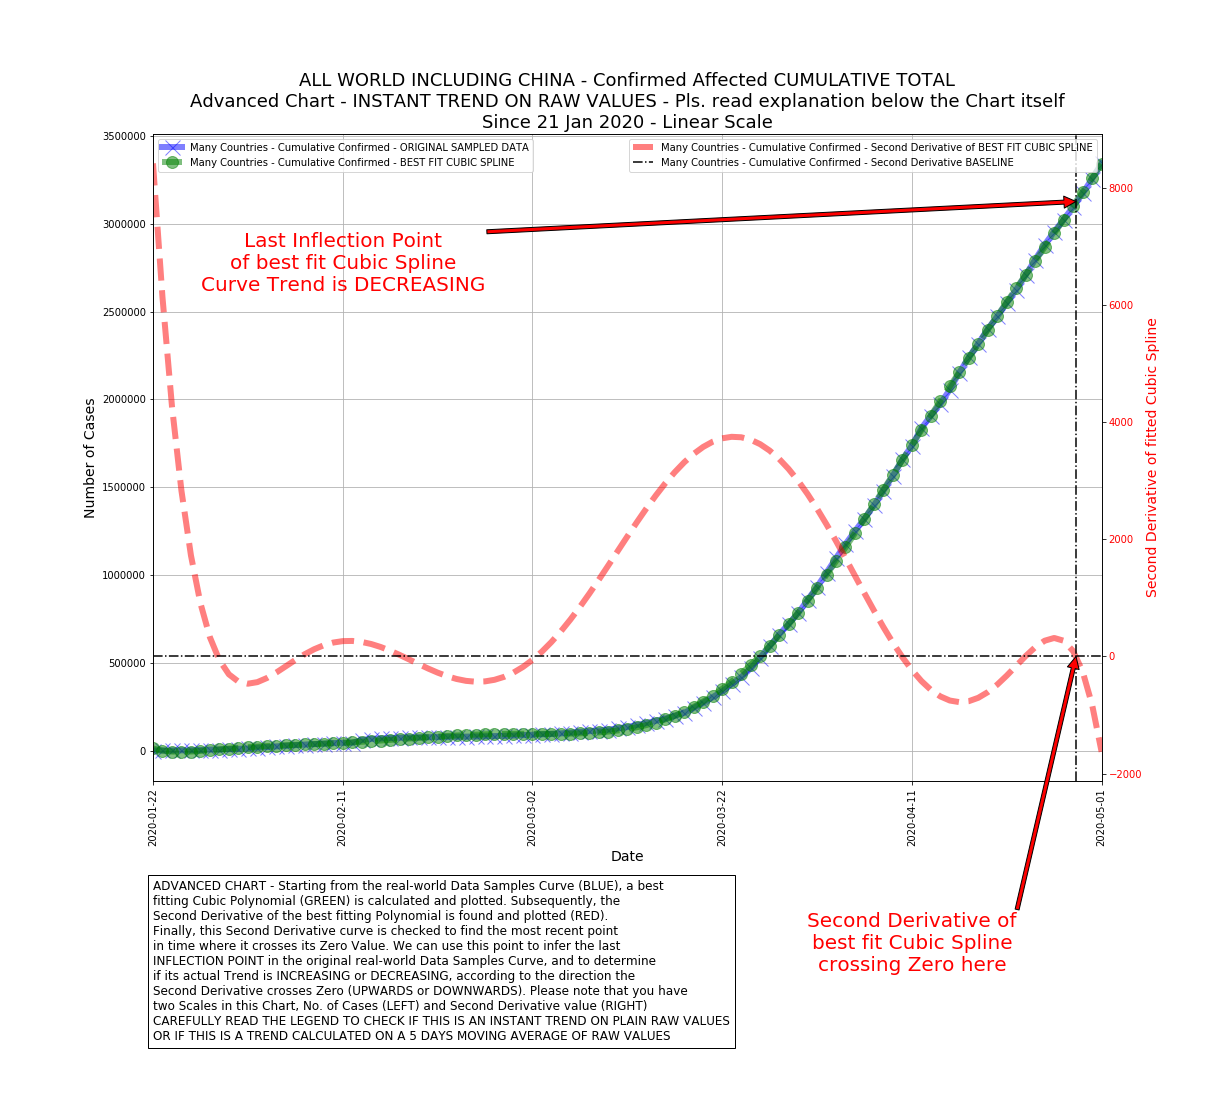 ALL WORLD INCLUDING CHINA - Confirmed Affected CUMULATIVE TOTAL
Advanced Chart - INSTANT TREND ON RAW VALUES - Pls. read explanation below the Chart itself
Since 21 Jan 2020 - Linear Scale
Many Countries - Cumulative Confirmed - ORIGINAL SAMPLED DATA
Many Countries - Cumulative Confirmed - BEST FIT CUBIC SPLINE
Many Countries - Cumulative Confirmed - Second Derivative of BEST FIT CUBIC SPLINE
Many Countries - Cumulative Confirmed - Second Derivative BASELINE
Last Inflection Point
of best fit Cubic Spline
Curve Trend is DECREASING
Number of Cases
3500000
3000000
2500000
2000000
1500000
1000000
500000
0
8000
6000
4000
2000
0
−2000
Second Derivative of fitted Cubic Spline
2020-01-22
2020-02-11
2020-03-02
2020-03-22
2020-04-11
2020-05-01
Date
ADVANCED CHART - Starting from the real-world Data Samples Curve (BLUE), a best
fitting Cubic Polynomial (GREEN) is calculated and plotted. Subsequently, the
Second Derivative of the best fitting Polynomial is found and plotted (RED).
Finally, this Second Derivative curve is checked to find the most recent point
in time where it crosses its Zero Value. We can use this point to infer the last
INFLECTION POINT in the original real-world Data Samples Curve, and to determine
if its actual Trend is INCREASING or DECREASING, according to the direction the
Second Derivative crosses Zero (UPWARDS or DOWNWARDS). Please note that you have
two Scales in this Chart, No. of Cases (LEFT) and Second Derivative value (RIGHT)
CAREFULLY READ THE LEGEND TO CHECK IF THIS IS AN INSTANT TREND ON PLAIN RAW VALUES
OR IF THIS IS A TREND CALCULATED ON A 5 DAYS MOVING AVERAGE OF RAW VALUES
Second Derivative of
best fit Cubic Spline
crossing Zero here